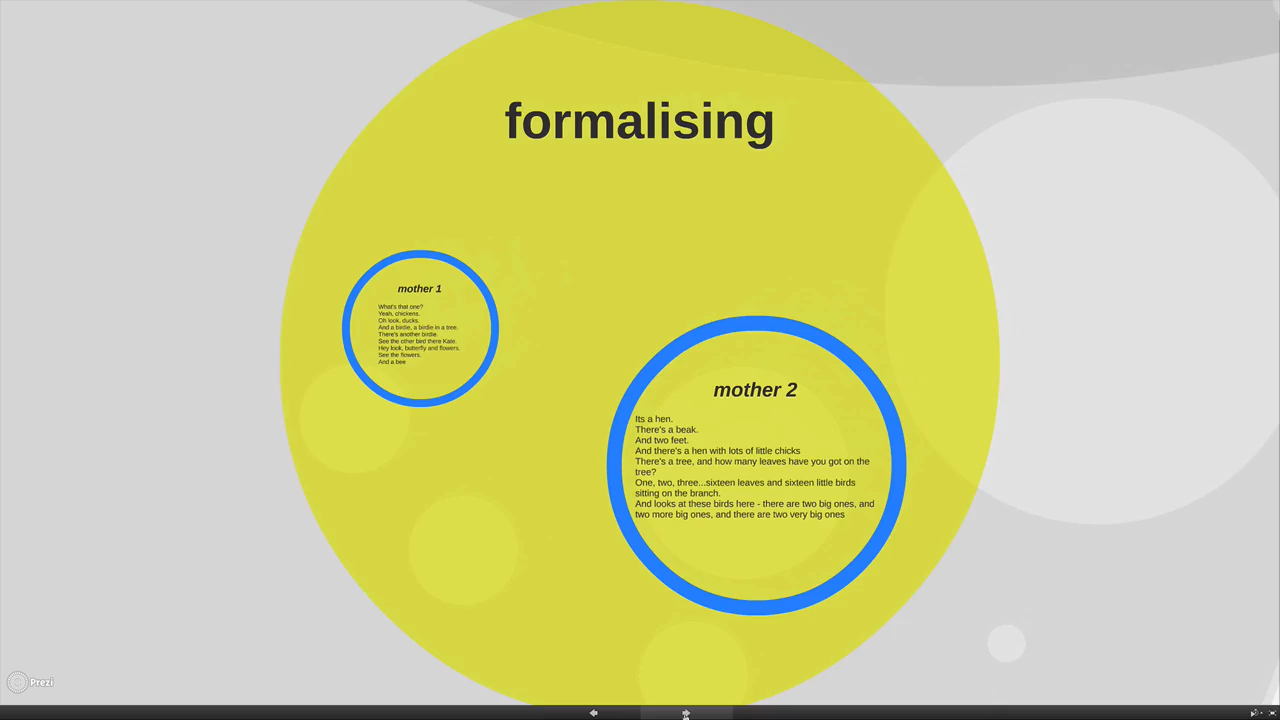 formalising
mother 1
What's that one?
Yeah, chickens.
Oh look, ducks.
And a birdie, a birdie in a tree.
There's another birdie.
See the other bird there Kate.
Hey look, butterfly and flowers.
See the flowers.
And a bee
mother 2
Its a hen.
There's a beak.
And two feet.
And there's a hen with lots of little chicks
There's a tree, and how many leaves have you got on the
tree?
One, two, three...sixteen leaves and sixteen little birds
sitting on the branch.
And looks at these birds here - there are two big ones, and
two more big ones, and there are two very big ones
Prezi